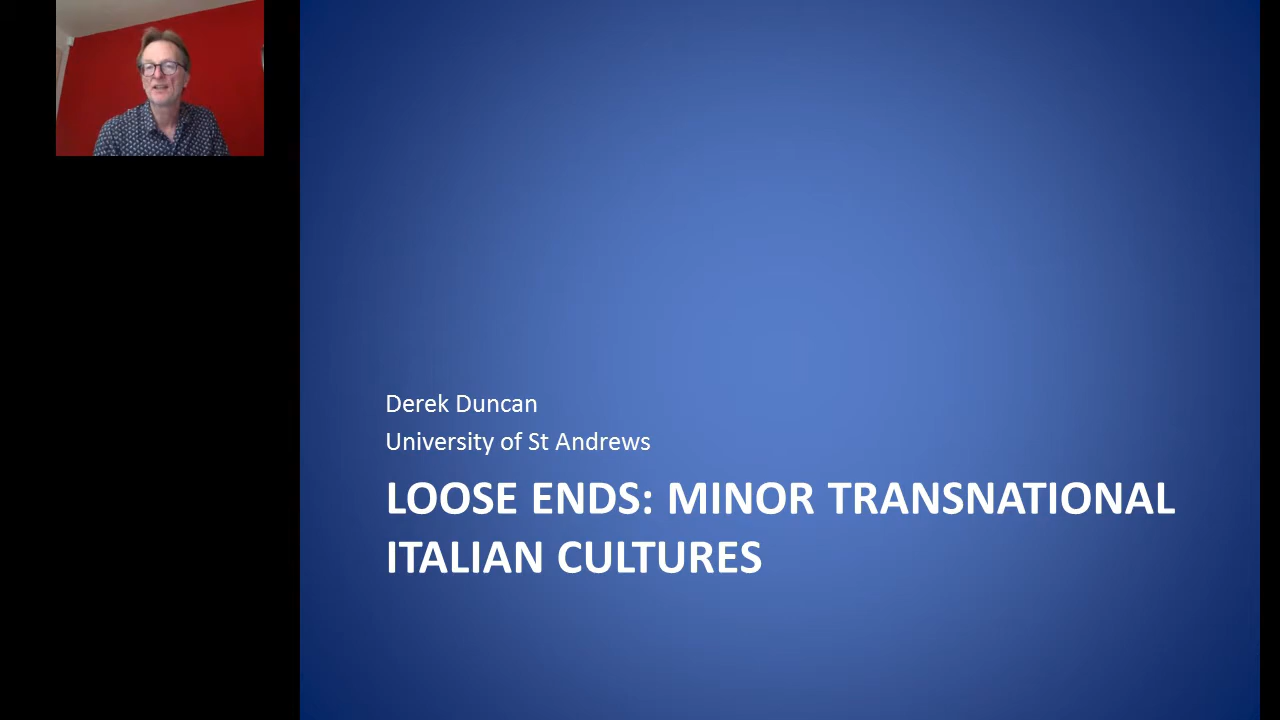 Derek Duncan
University of St Andrews
LOOSE ENDS: MINOR TRANSNATIONAL
ITALIAN CULTURES